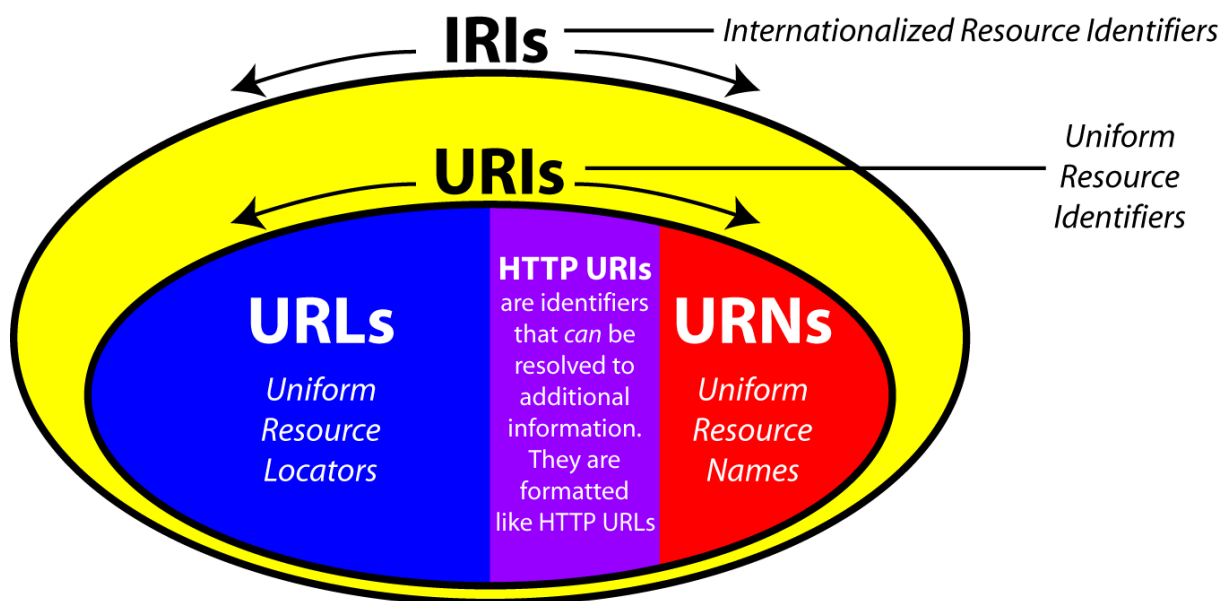 IRIs
Internationalized Resource Identifiers
URIs
Uniform
Resource
Identifiers
URLs
Uniform
Resource
Locators
HTTP URIs
are identifiers
that can be
resolved to
additional
information.
They are
formatted
like HTTP URLs
URNs
Uniform
Resource
Names